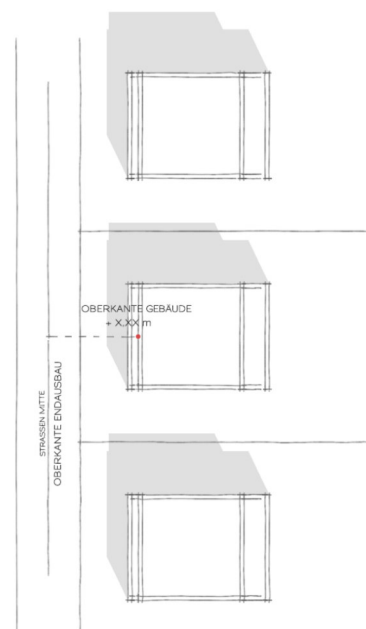 OBERKANTE GEBÄUDE
+ X.XX m
STRASSEN MITTE
OBERKANTE ENDAUSBAU